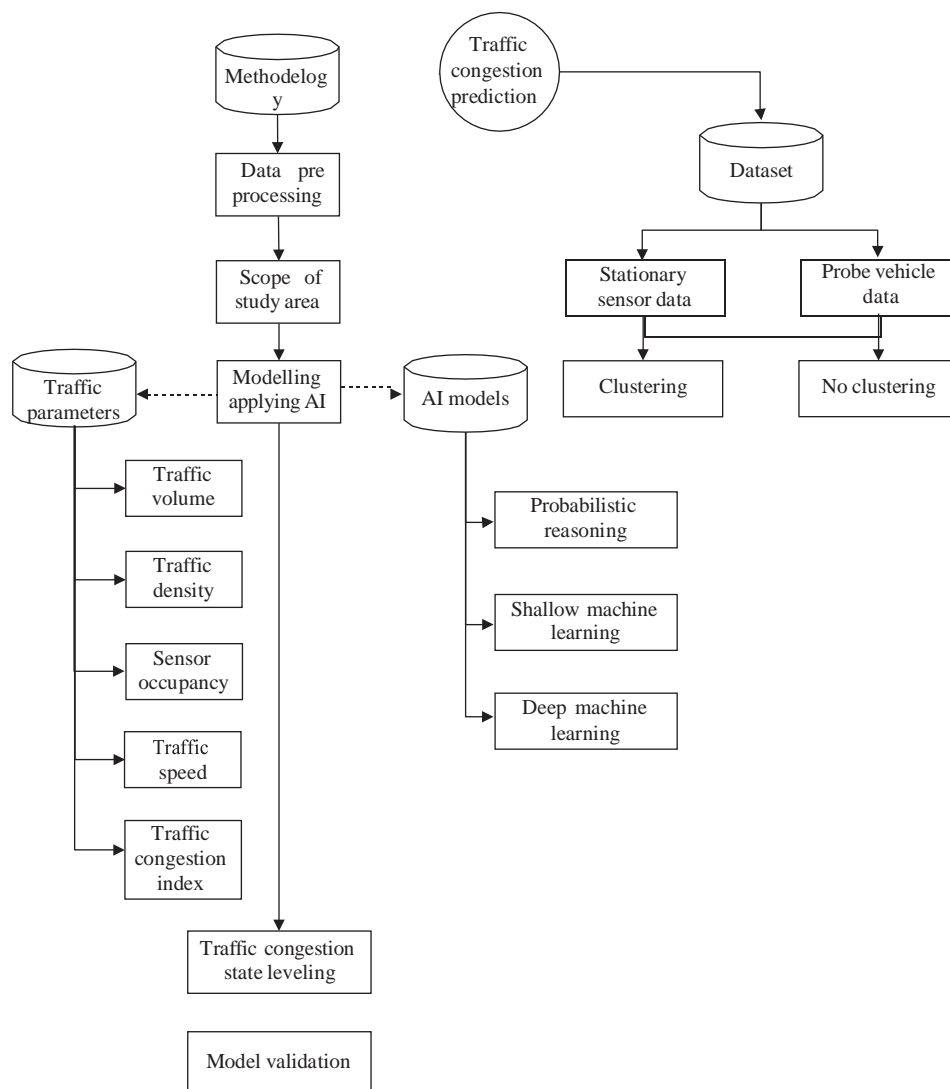 Methodelog
y
Data pre
processing
Scope of
study area
Modelling
applying AI
Traffic
parameters
Traffic
volume
Traffic
density
Sensor
occupancy
Traffic
speed
Traffic
congestion
index
AI models
Probabilistic
reasoning
Shallow machine
learning
Deep machine
learning
Traffic congestion
state leveling
Model validation
Traffic
congestion
prediction
Dataset
Stationary
sensor data
Probe vehicle
data
Clustering
No clustering